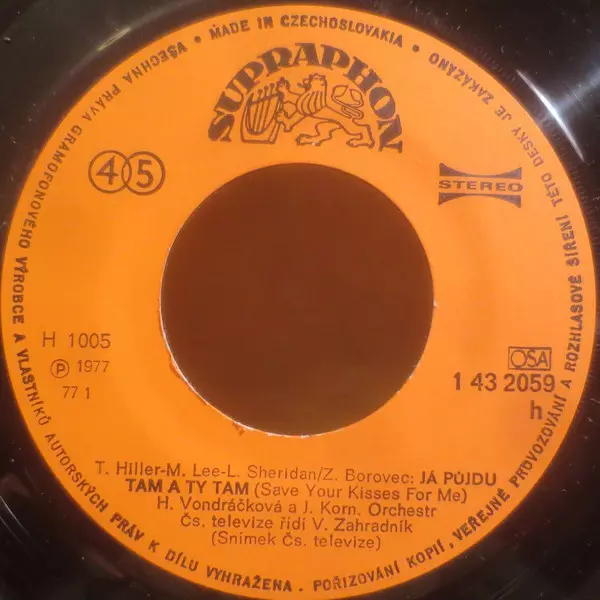 VŠECHNA PRÁVA GRAMOFONOVÉHO VÝROBCE A VLASTNÍKŮ AUTORSKÝCH PRÁV K DÍLU VYHRAŽENA. POŘIZOVÁNÍ KOPIÍ, VEŘEJNÉ PROVOZOVÁNÍ A ROZHLASOVÉ ŠÍŘENÍ TÉTO DESKY JE ZAKÁZÁNO
• MADE IN CZECHOSLOVAKIA •
SUPRAPHON
45
STEREO
H 1005
Ⓟ 1977
77 1
OSA
1 43 2059
h
T. Hiller-M. Lee-L. Sheridan/Z. Borovec: JÁ PŮJDU
TAM A TY TAM (Save Your Kisses For Me)
H. Vondráčková a J. Korn. Orchestr
Čs. televize řídí V. Zahradník
(Snímek Čs. televize)